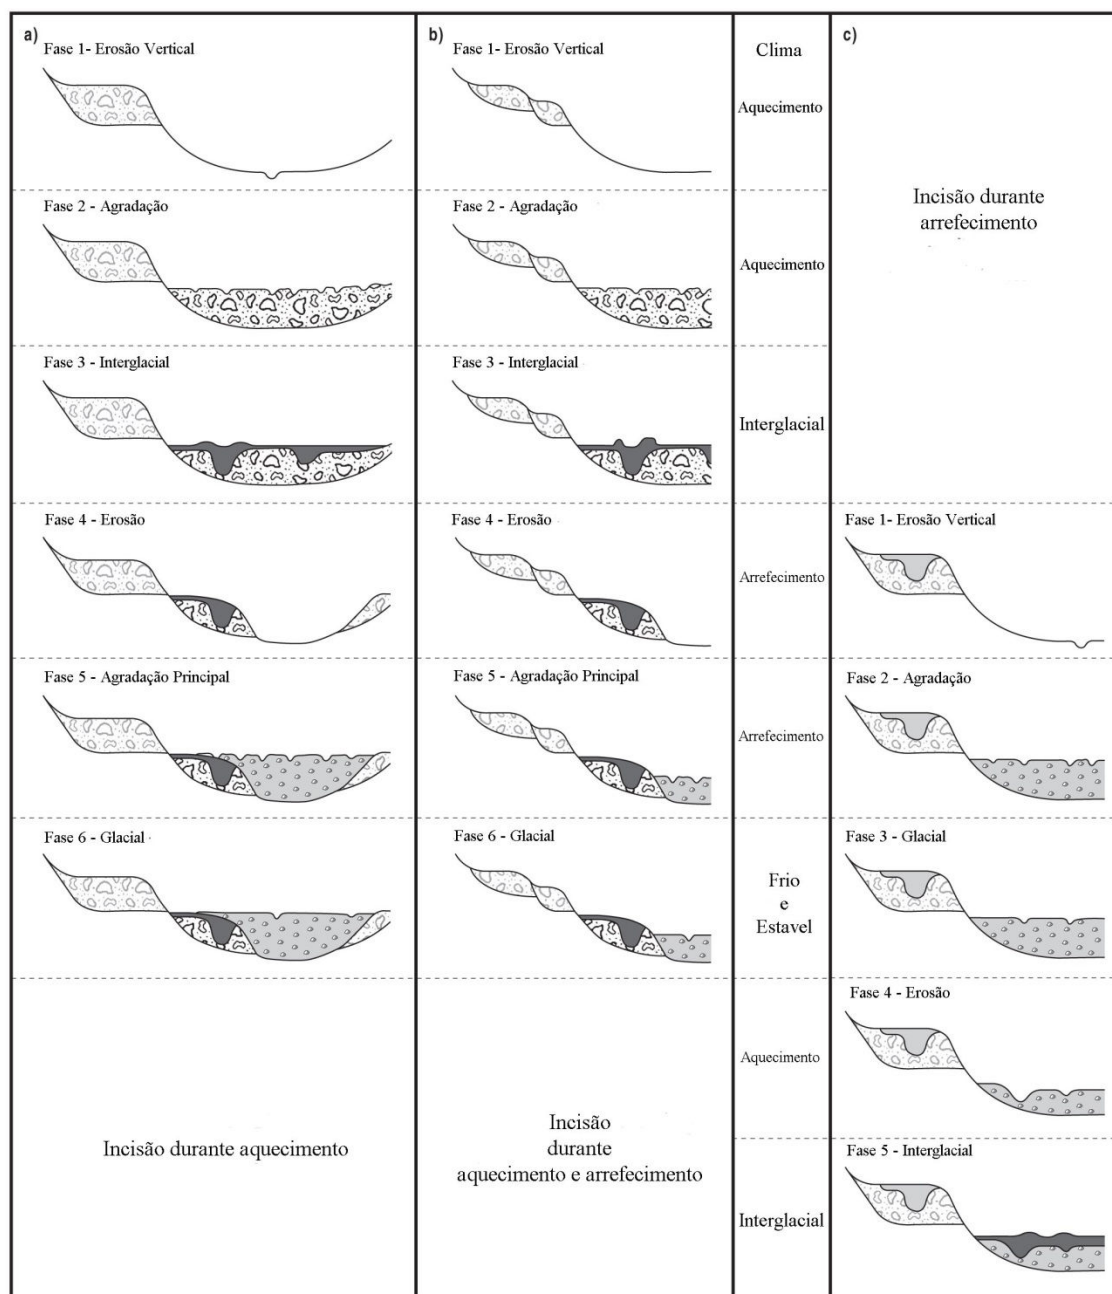 a)
Fase 1- Erosão Vertical
Fase 2 - Agradação
Fase 3 - Interglacial
Fase 4 - Erosão
Fase 5 - Agradação Principal
Fase 6 - Glacial
Incisão durante aquecimento
b)
Fase 1- Erosão Vertical
Fase 2 - Agradação
Fase 3 - Interglacial
Fase 4 - Erosão
Fase 5 - Agradação Principal
Fase 6 - Glacial
Incisão
durante
aquecimento e arrefecimento
Clima
Aquecimento
Aquecimento
Interglacial
Arrefecimento
Arrefecimento
Frio
e
Estavel
Aquecimento
Interglacial
c)
Incisão durante
arrefecimento
Fase 1- Erosão Vertical
Fase 2 - Agradação
Fase 3 - Glacial
Fase 4 - Erosão
Fase 5 - Interglacial